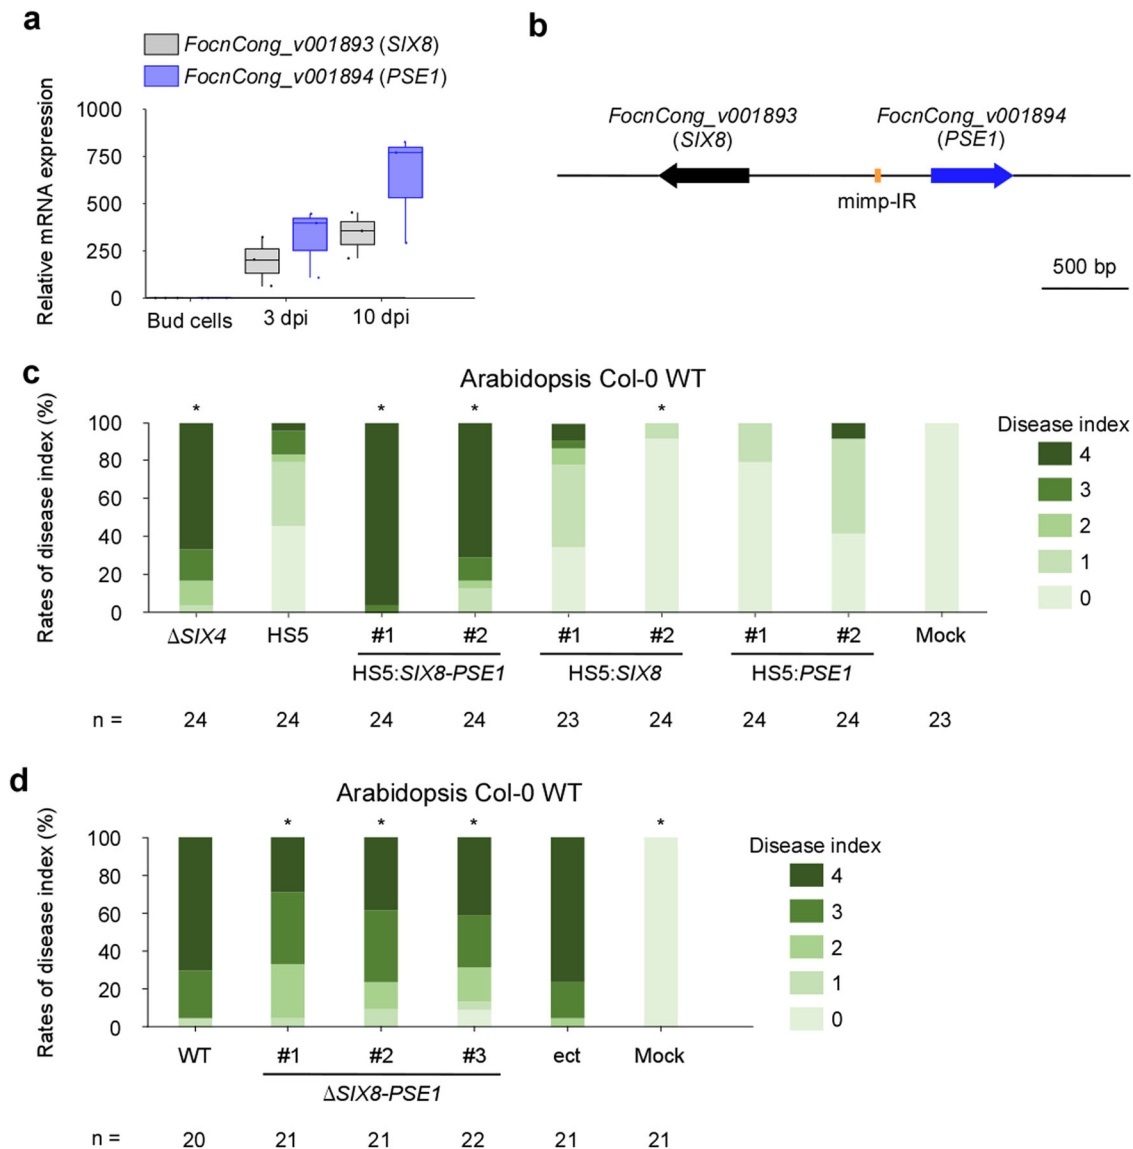 a
FocnCong_v001893 (SIX8)
FocnCong_v001894 (PSE1)
Relative mRNA expression
1000
750
500
250
0
Bud cells 3 dpi 10 dpi
b
FocnCong_v001893
(SIX8)
FocnCong_v001894
(PSE1)
mimp-IR
500 bp
c
Arabidopsis Col-0 WT
Rates of disease index (%)
* * * *
100
80
60
40
20
0
Disease index
4
3
2
1
0
ΔSIX4 HS5 #1 #2 #1 #2 #1 #2 Mock
HS5:SIX8-PSE1 HS5:SIX8 HS5:PSE1
n = 24 24 24 24 23 24 24 24 23
d
Arabidopsis Col-0 WT
Rates of disease index (%)
* * * *
100
80
60
40
20
0
Disease index
4
3
2
1
0
WT #1 #2 #3 ect Mock
ΔSIX8-PSE1
n = 20 21 21 22 21 21